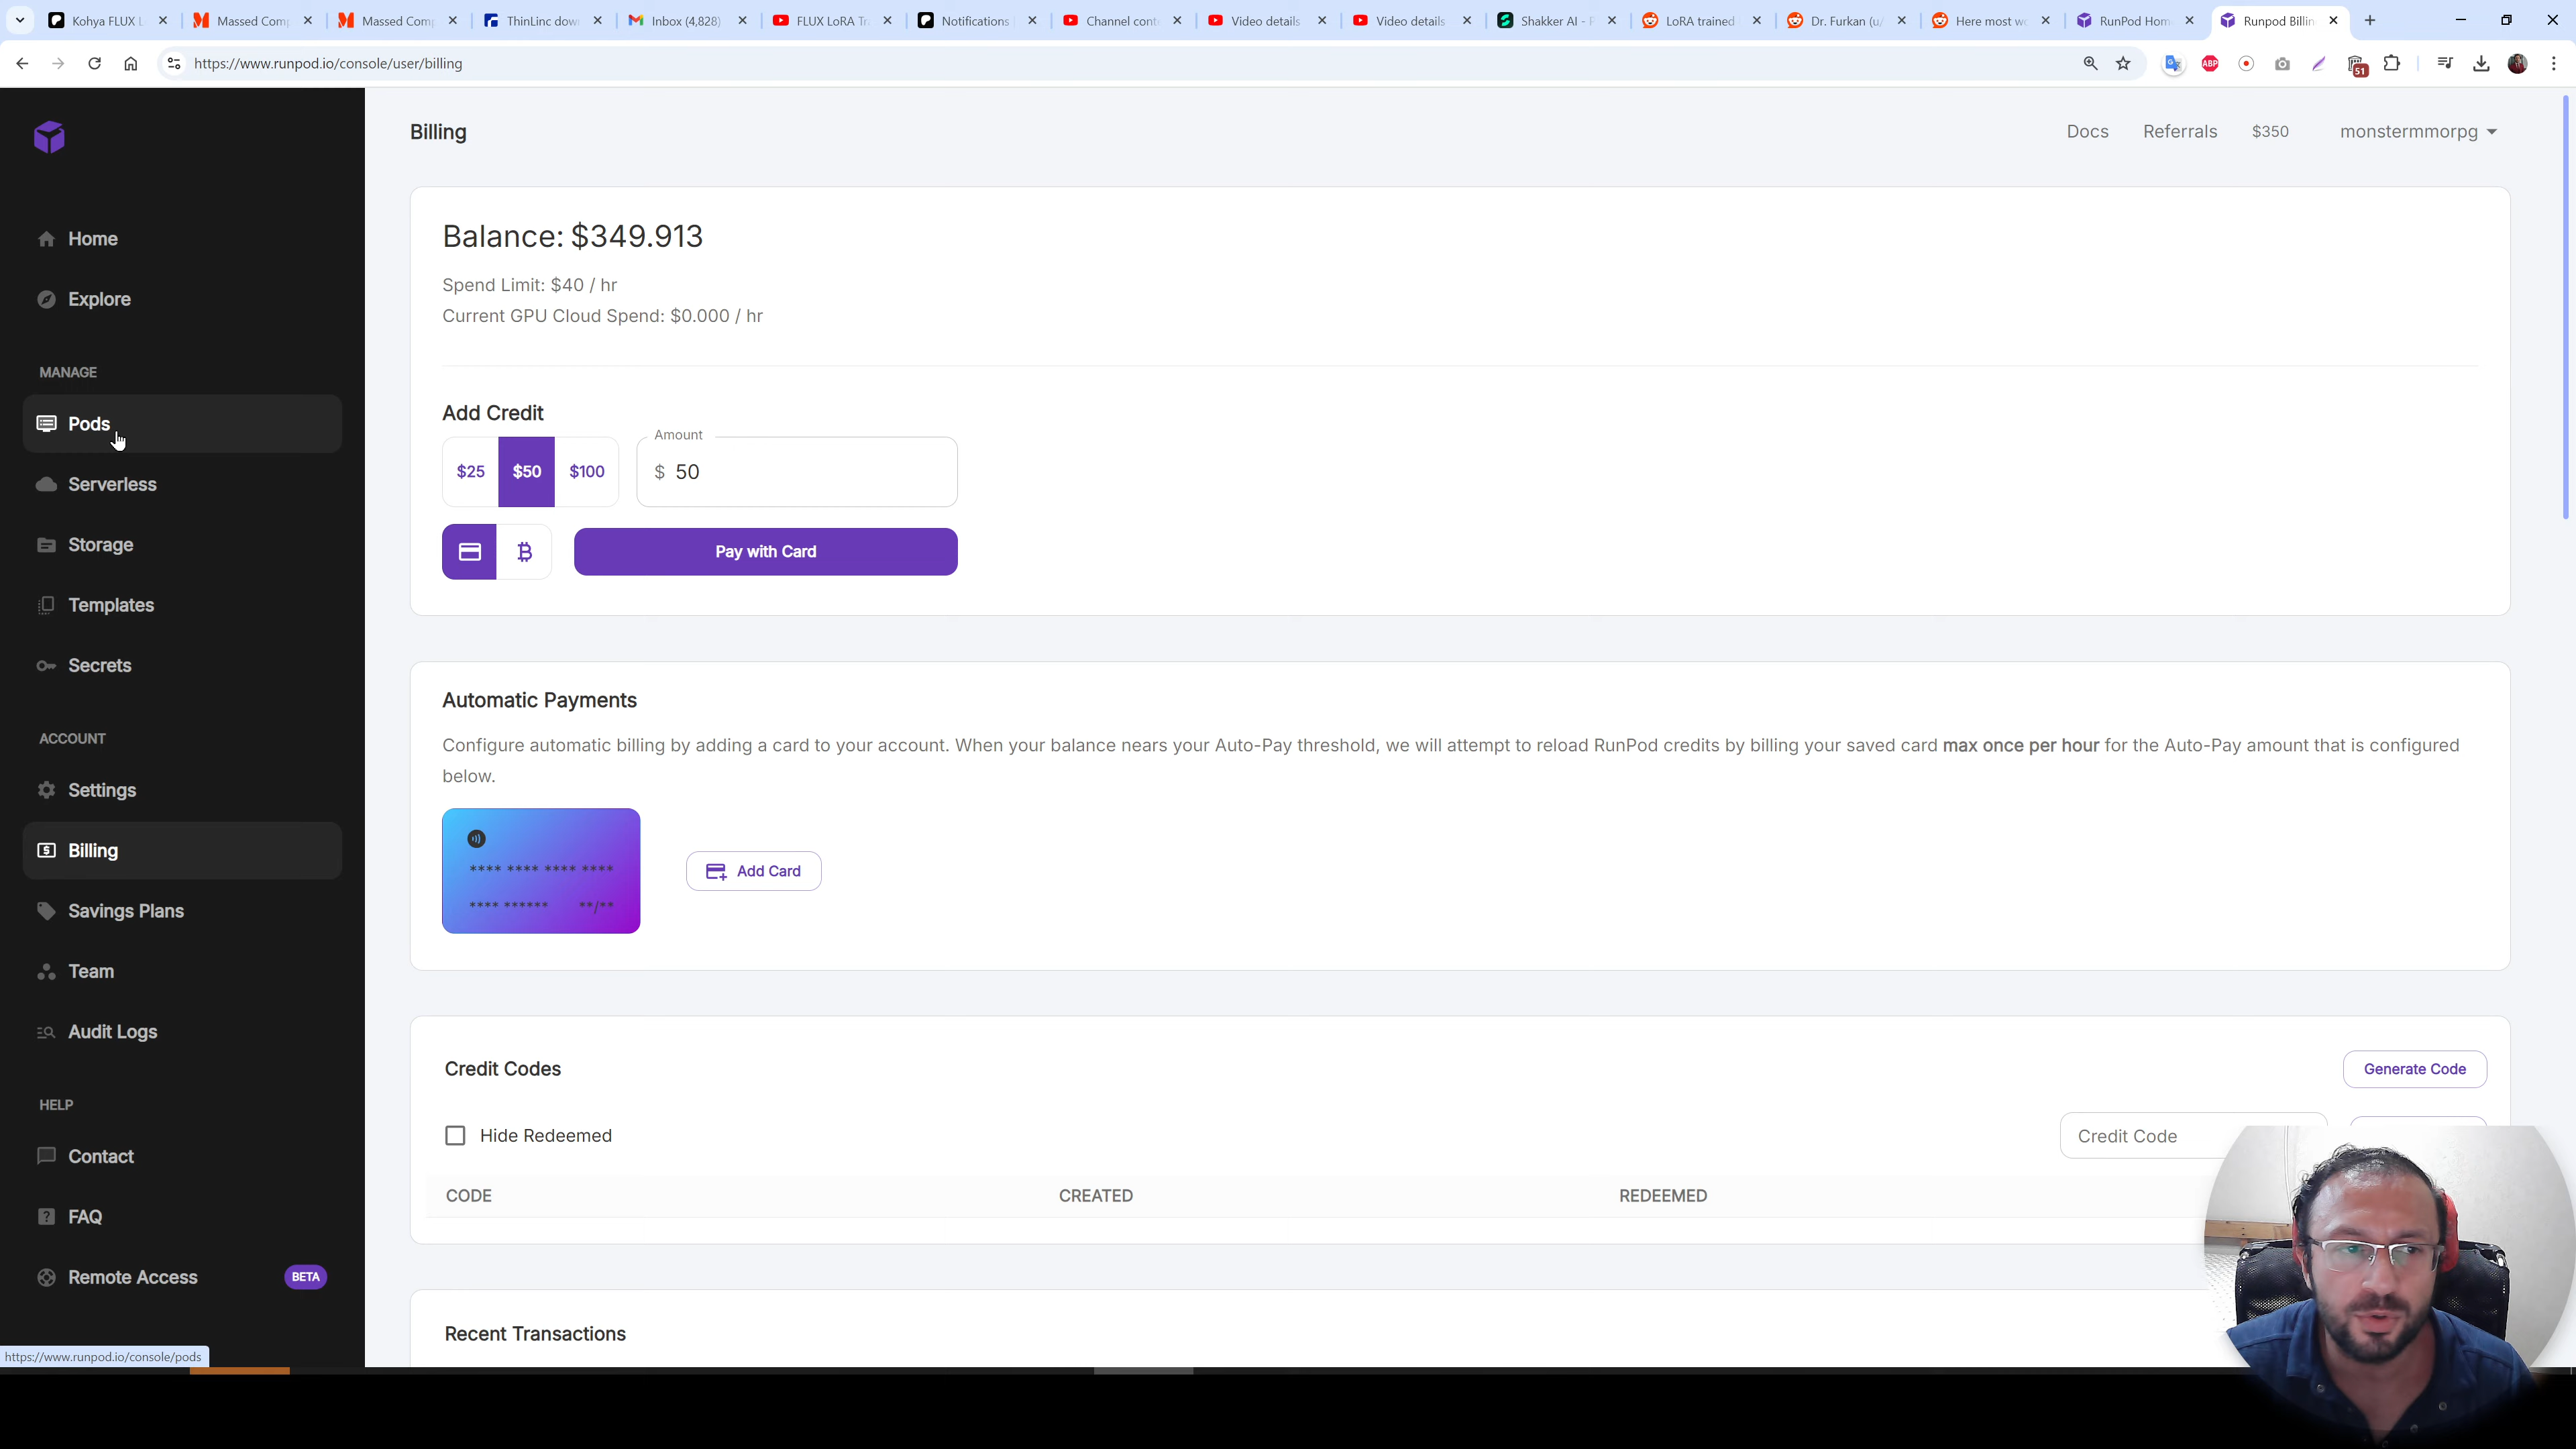 Kohya FLUX L
Massed Comp
Massed Comp
ThinLinc dow
Inbox (4,828)
FLUX LoRA Tr
Notifications
Channel cont
Video details
Video details
Shakker AI - P
LoRA trained
Dr. Furkan (u/
Here most wo
RunPod Hom
Runpod Billin
https://www.runpod.io/console/user/billing
ABP
51
Billing
Docs
Referrals
$350
monstermmorpg
Home
Explore
MANAGE
Pods
Serverless
Storage
Templates
Secrets
ACCOUNT
Settings
Billing
Savings Plans
Team
Audit Logs
HELP
Contact
FAQ
Remote Access
BETA
https://www.runpod.io/console/pods
Balance: $349.913
Spend Limit: $40 / hr
Current GPU Cloud Spend: $0.000 / hr
Add Credit
$25
$50
$100
Amount
$ 50
Pay with Card
Automatic Payments
Configure automatic billing by adding a card to your account. When your balance nears your Auto-Pay threshold, we will attempt to reload RunPod credits by billing your saved card max once per hour for the Auto-Pay amount that is configured
below.
**** **** **** ****
**** ****** **/**
Add Card
Credit Codes
Generate Code
Hide Redeemed
Credit Code
CODE
CREATED
REDEEMED
Recent Transactions